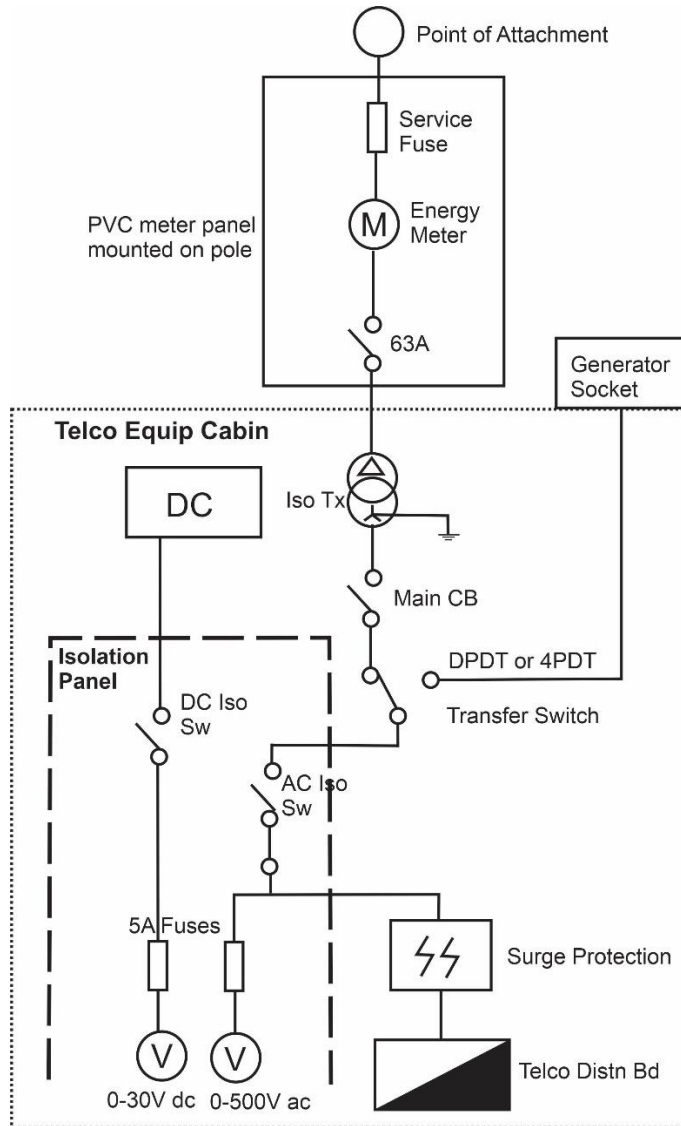 Point of Attachment
Service
Fuse
PVC meter panel
mounted on pole
M
Energy
Meter
63A
Generator
Socket
Telco Equip Cabin
DC
Iso Tx
Main CB
Isolation
Panel
DPDT or 4PDT
DC Iso
Sw
Transfer Switch
AC Iso
Sw
5A Fuses
Surge Protection
V
V
Telco Distn Bd
0-30V dc
0-500V ac